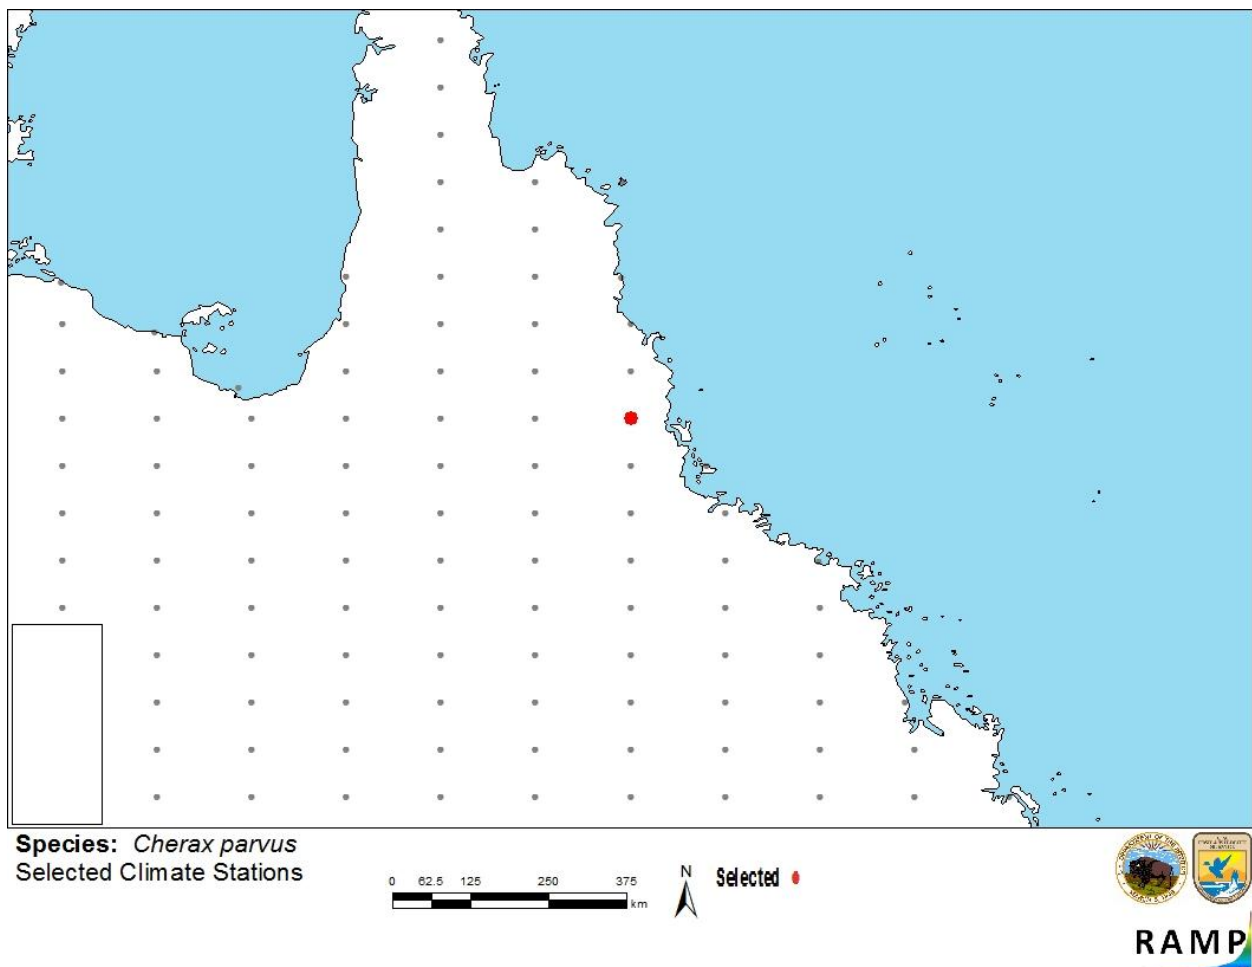 Species: Cherax parvus
Selected Climate Stations
0 62.5 125 250 375
km
N
Selected
RAMP